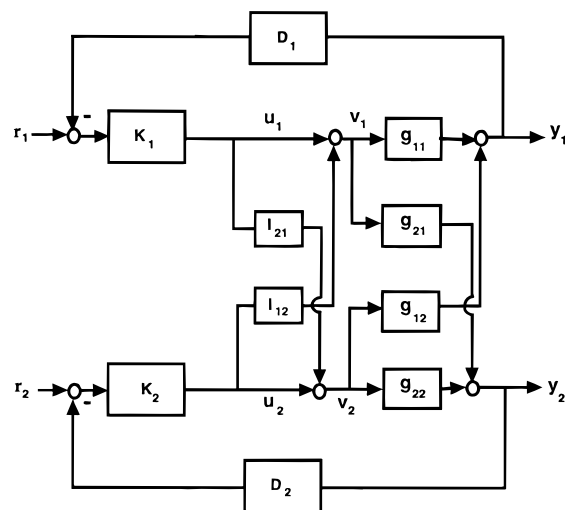 D1
-
r1 K1 u1 v1 g11 y1
I21 g21
I12 g12
r2 K2 u2 v2 g22 y2
-
D2